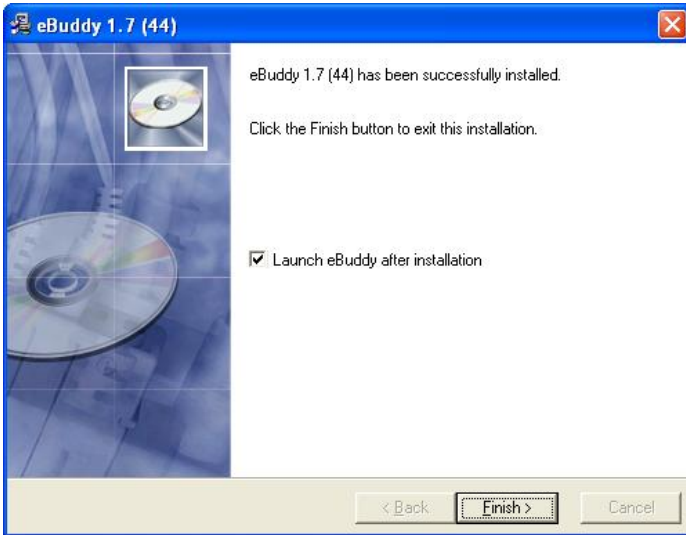 eBuddy 1.7 (44)
eBuddy 1.7 (44) has been successfully installed.
Click the Finish button to exit this installation.
Launch eBuddy after installation
< Back Finish > Cancel